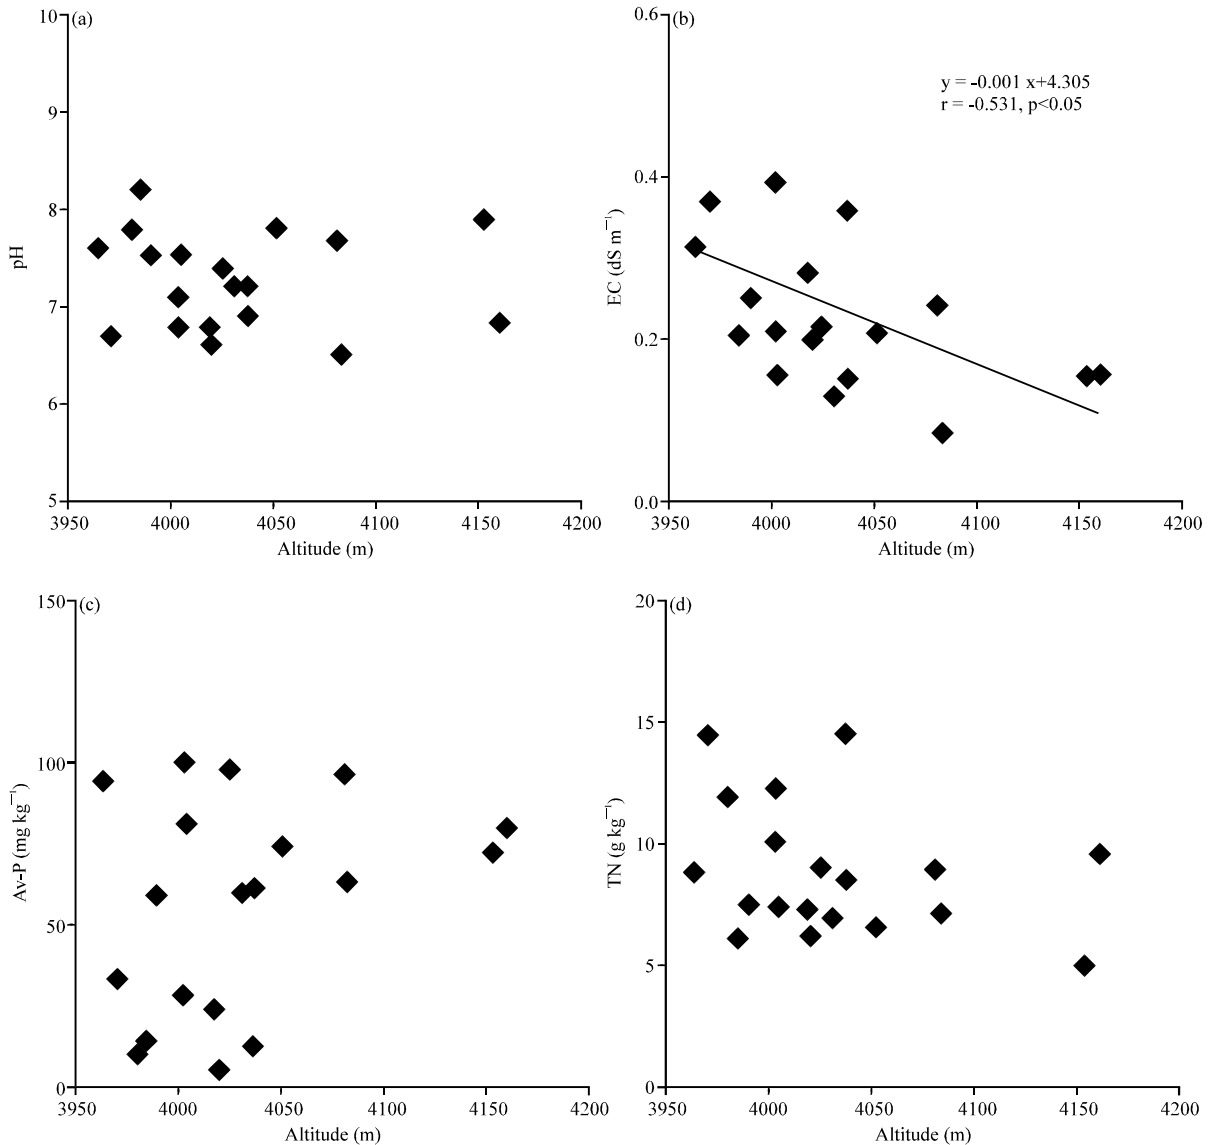 (a)
10
9
8
7
6
5
pH
3950 4000 4050 4100 4150 4200
Altitude (m)
(b)
0.6
0.4
0.2
0.0
EC (dS m⁻¹)
y = -0.001 x+4.305
r = -0.531, p<0.05
3950 4000 4050 4100 4150 4200
Altitude (m)
(c)
150
100
50
0
Av-P (mg kg⁻¹)
3950 4000 4050 4100 4150 4200
Altitude (m)
(d)
20
15
10
5
0
TN (g kg⁻¹)
3950 4000 4050 4100 4150 4200
Altitude (m)